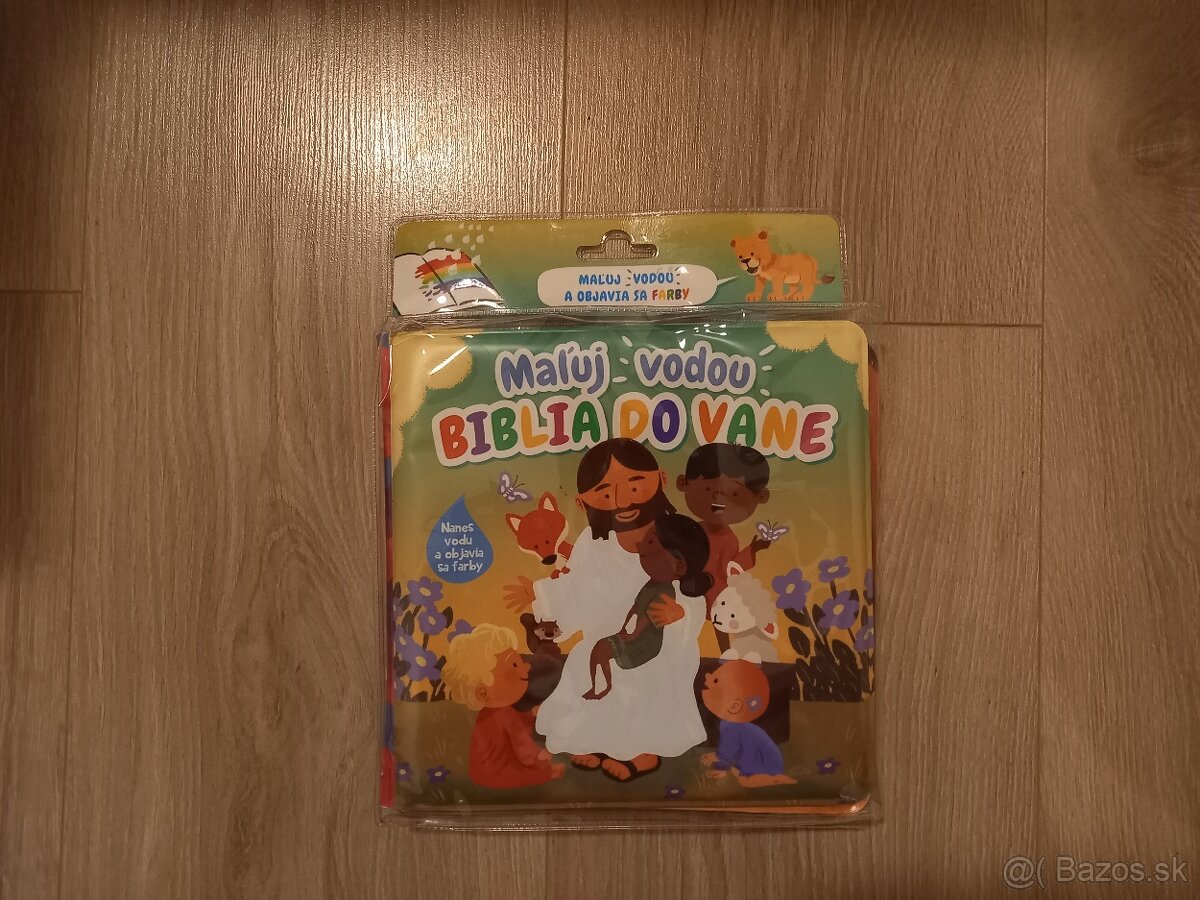 MAĽUJ VODOU
A OBJAVIA SA FARBY
Maľuj vodou
BIBLIA DO VANE
Nanes
vodu
a objavia
sa farby
@( Bazos.sk